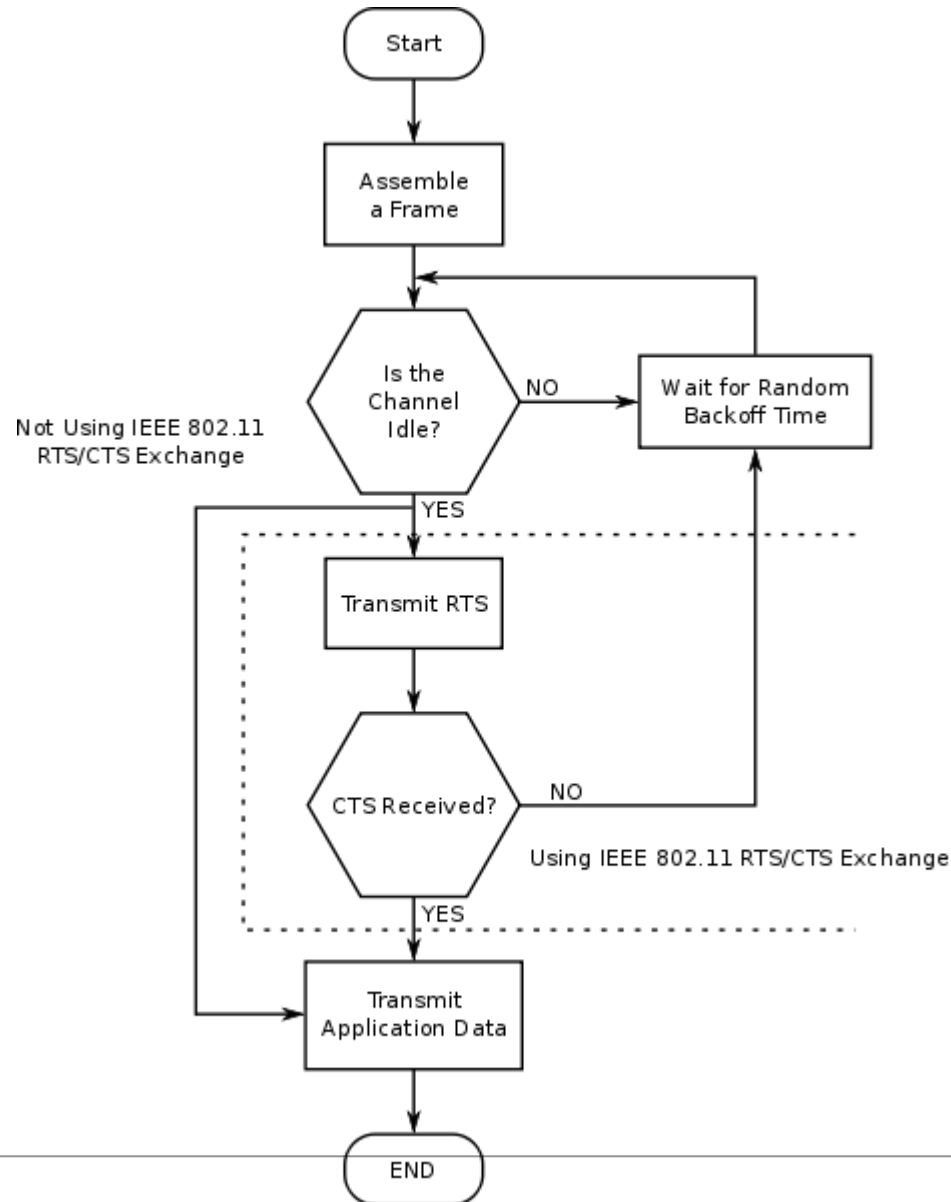 Start
Assemble
a Frame
Is the
Channel
Idle?
NO
Wait for Random
Backoff Time
Not Using IEEE 802.11
RTS/CTS Exchange
YES
Transmit RTS
CTS Received?
NO
Using IEEE 802.11 RTS/CTS Exchange
YES
Transmit
Application Data
END